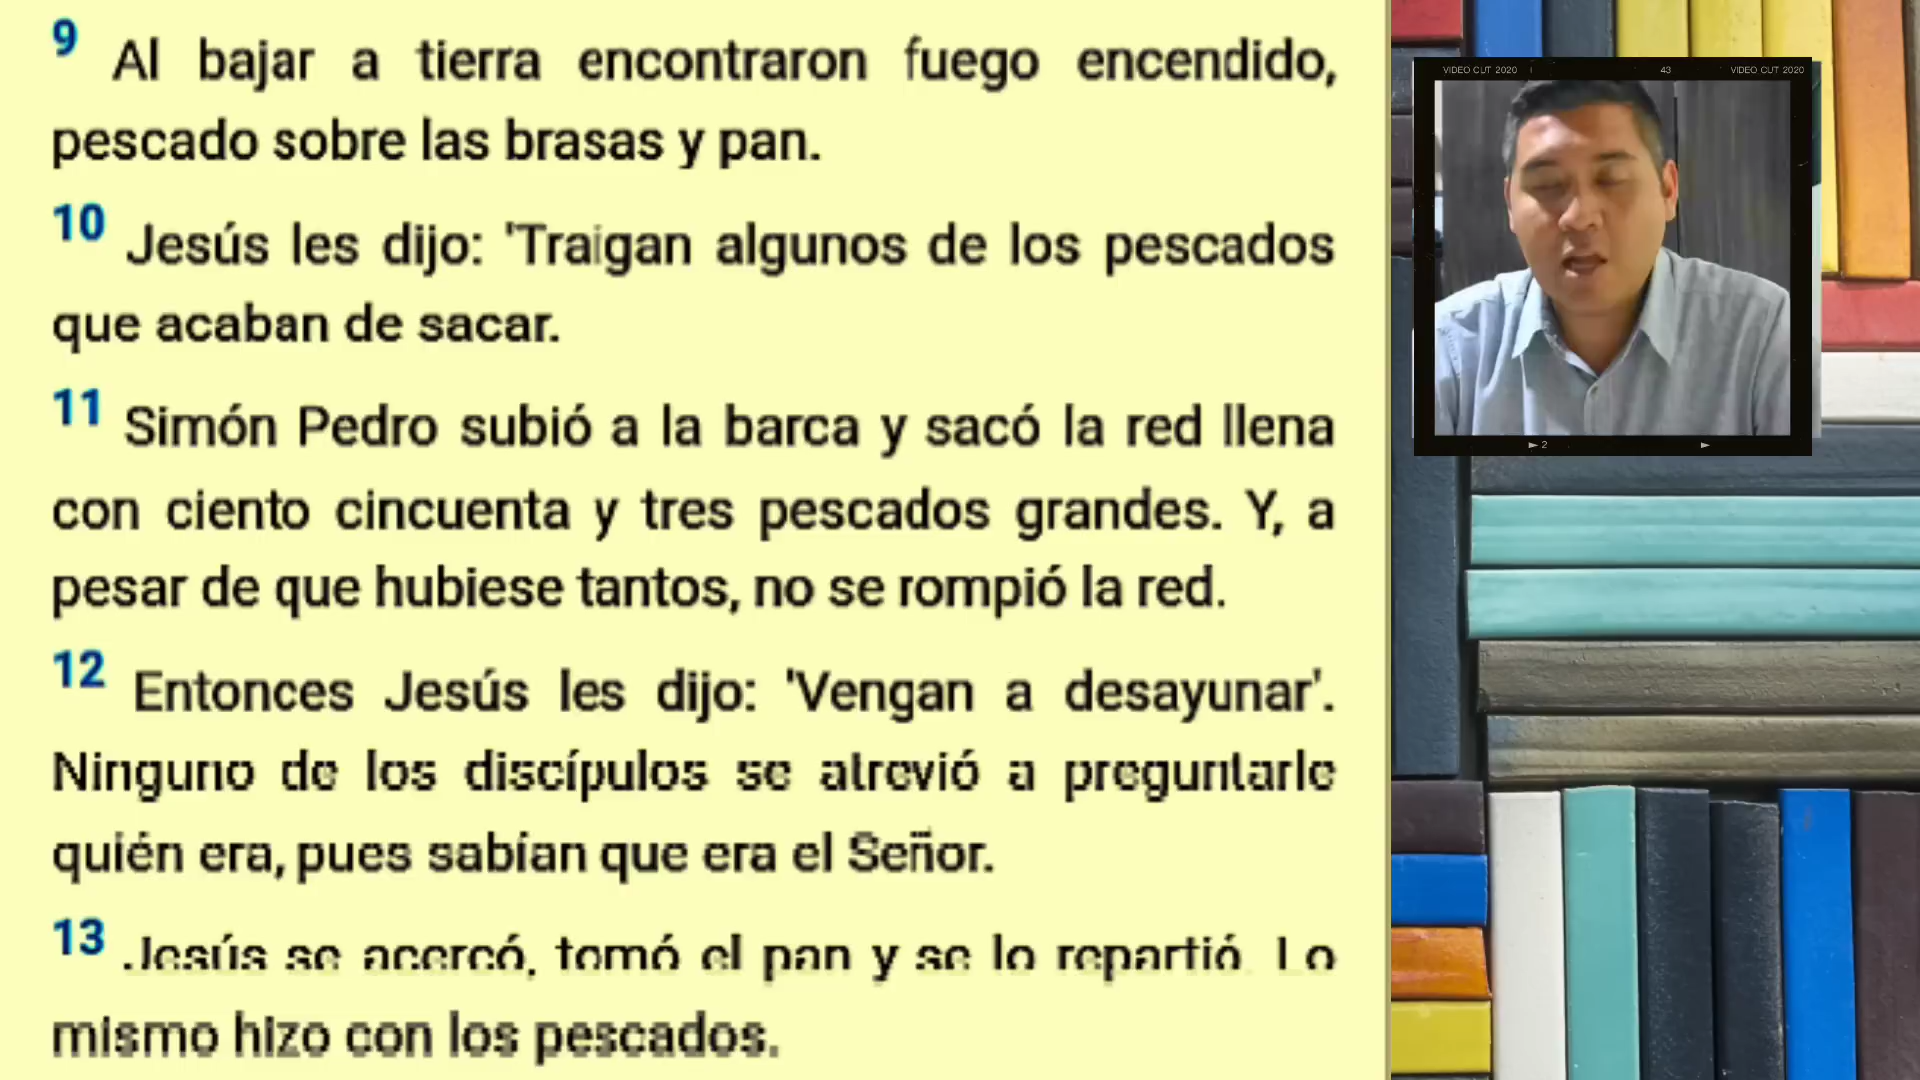 9 Al bajar a tierra encontraron fuego encendido,
pescado sobre las brasas y pan.
10 Jesús les dijo: 'Traigan algunos de los pescados
que acaban de sacar.
11 Simón Pedro subió a la barca y sacó la red llena
con ciento cincuenta y tres pescados grandes. Y, a
pesar de que hubiese tantos, no se rompió la red.
12 Entonces Jesús les dijo: 'Vengan a desayunar'.
Ninguno de los discípulos se atrevió a preguntarle
quién era, pues sabían que era el Señor.
13 Jesús se acercó, tomó el pan y se lo repartió. Lo
mismo hizo con los pescados.
VIDEO CUT 2020 43 VIDEO CUT 2020
2